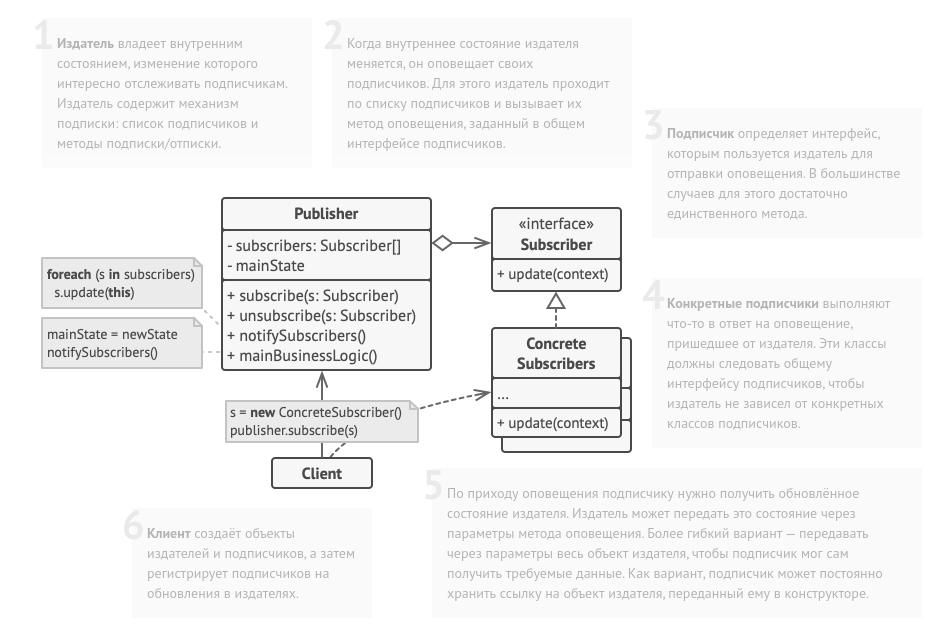 1
Издатель владеет внутренним
состоянием, изменение которого
интересно отслеживать подписчикам.
Издатель содержит механизм
подписки: список подписчиков и
методы подписки/отписки.
2
Когда внутреннее состояние издателя
меняется, он оповещает своих
подписчиков. Для этого издатель проходит
по списку подписчиков и вызывает их
метод оповещения, заданный в общем
интерфейсе подписчиков.
3
Подписчик определяет интерфейс,
которым пользуется издатель для
отправки оповещения. В большинстве
случаев для этого достаточно
единственного метода.
Publisher
- subscribers: Subscriber[]
- mainState
+ subscribe(s: Subscriber)
+ unsubscribe(s: Subscriber)
+ notifySubscribers()
+ mainBusinessLogic()
«interface»
Subscriber
+ update(context)
foreach (s in subscribers)
s.update(this)
mainState = newState
notifySubscribers()
4
Конкретные подписчики выполняют
что-то в ответ на оповещение,
пришедшее от издателя. Эти классы
должны следовать общему
интерфейсу подписчиков, чтобы
издатель не зависел от конкретных
классов подписчиков.
Concrete
Subscribers
...
+ update(context)
s = new ConcreteSubscriber()
publisher.subscribe(s)
Client
5
По приходу оповещения подписчику нужно получить обновлённое
состояние издателя. Издатель может передать это состояние через
параметры метода оповещения. Более гибкий вариант — передавать
через параметры весь объект издателя, чтобы подписчик мог сам
получить требуемые данные. Как вариант, подписчик может постоянно
хранить ссылку на объект издателя, переданный ему в конструкторе.
6
Клиент создаёт объекты
издателей и подписчиков, а затем
регистрирует подписчиков на
обновления в издателях.